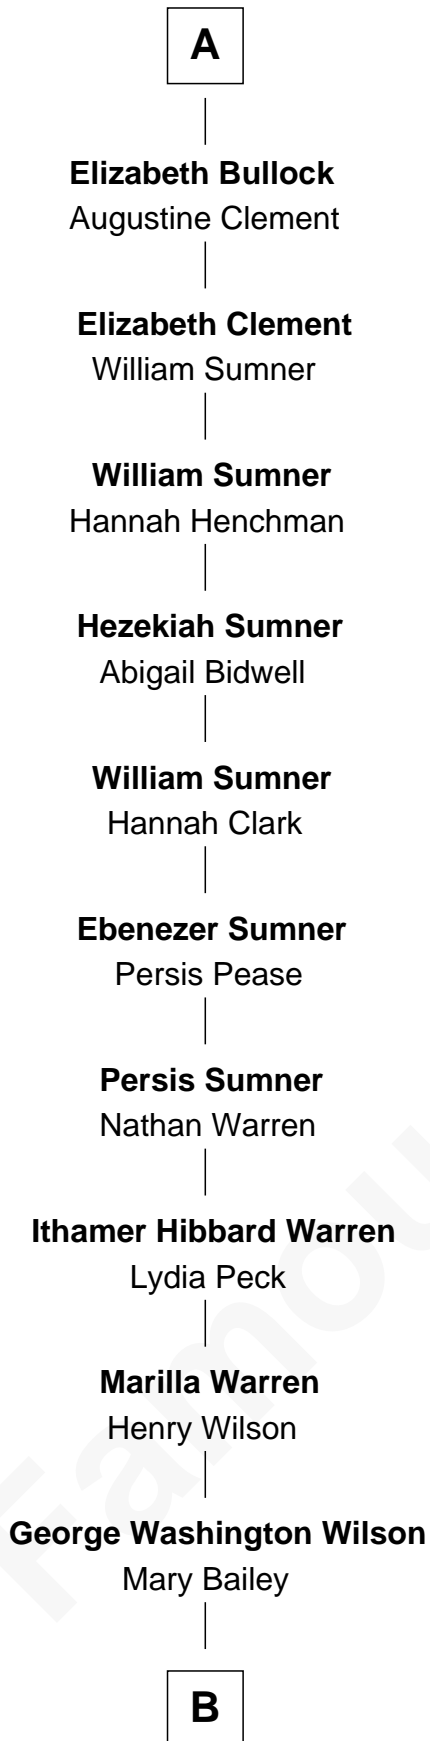 A
Elizabeth Bullock
Augustine Clement
Elizabeth Clement
William Sumner
William Sumner
Hannah Henchman
Hezekiah Sumner
Abigail Bidwell
William Sumner
Hannah Clark
Ebenezer Sumner
Persis Pease
Persis Sumner
Nathan Warren
Ithamer Hibbard Warren
Lydia Peck
Marilla Warren
Henry Wilson
George Washington Wilson
Mary Bailey
B
Famou